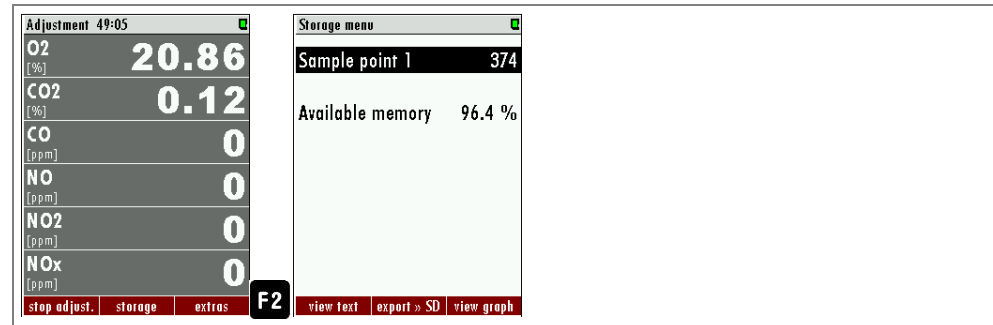 Adjustment 49:05
O2 20.86
[%]
CO2 0.12
[%]
CO 0
[ppm]
NO 0
[ppm]
NO2 0
[ppm]
NOx 0
[ppm]
stop adjust. storage extras
F2
Storage menu
Sample point 1 374
Available memory 96.4 %
view text export » SD view graph